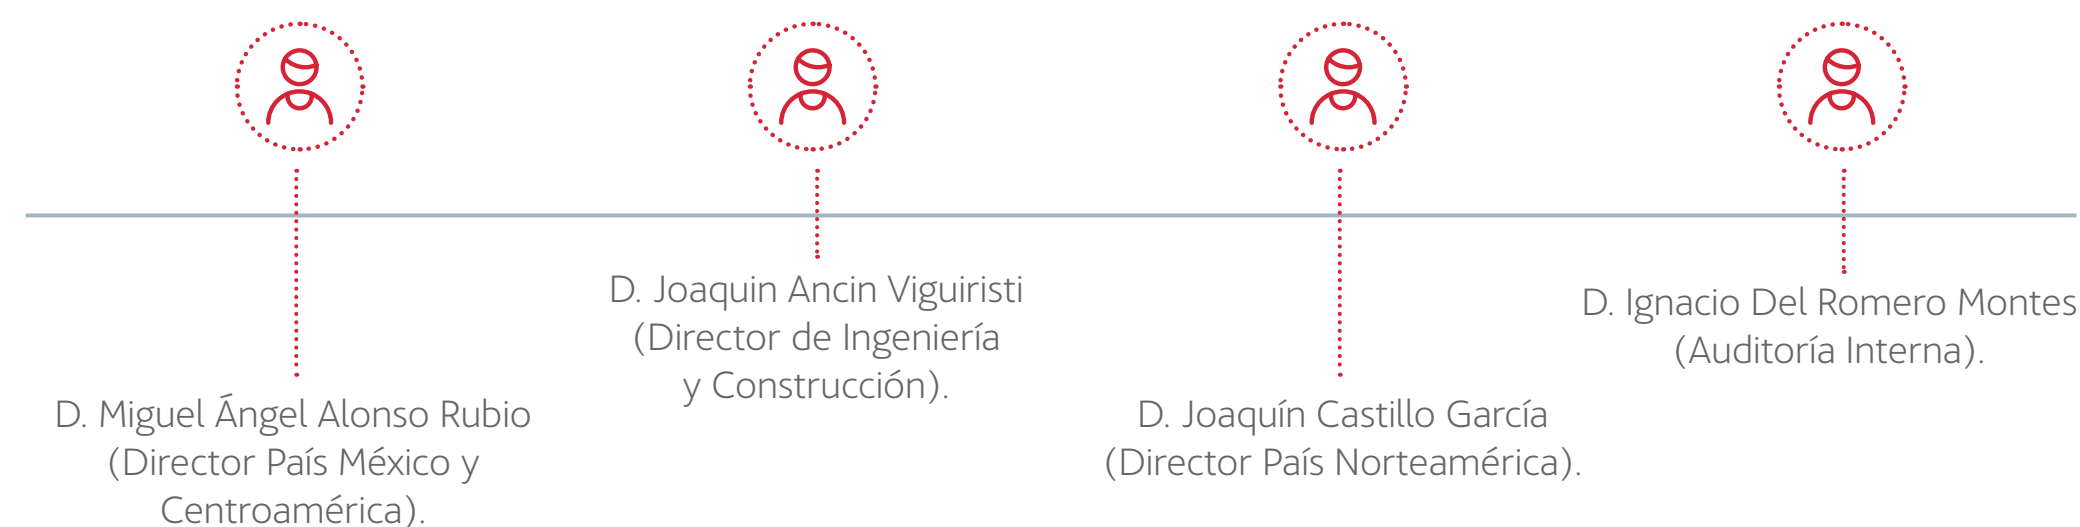 D. Miguel Ángel Alonso Rubio
(Director País México y
Centroamérica).
D. Joaquin Ancin Viguiristi
(Director de Ingeniería
y Construcción).
D. Joaquín Castillo García
(Director País Norteamérica).
D. Ignacio Del Romero Montes
(Auditoría Interna).